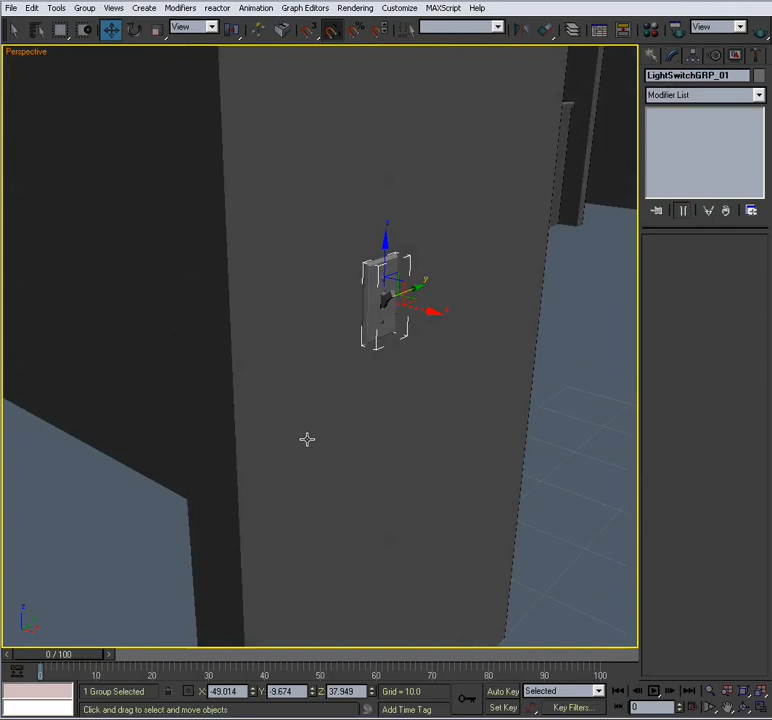 File Edit Tools Group Views Create Modifiers reactor Animation Graph Editors Rendering Customize MAXScript Help
View
View
Perspective
LightSwitchGRP_01
Modifier List
z
y
x
z
0 / 100
0 10 20 30 40 50 60 70 80 90 100
1 Group Selected X: -49.014 Y: -9.674 Z: 37.949 Grid = 10.0 Auto Key Selected
Click and drag to select and move objects Add Time Tag Set Key Key Filters... 0